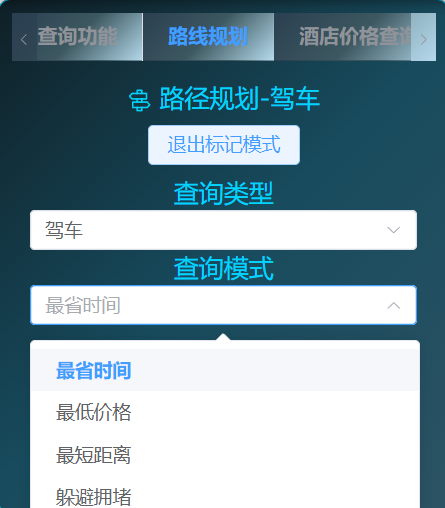 查询功能 路线规划 酒店价格查询
路径规划-驾车
退出标记模式
查询类型
驾车
查询模式
最省时间
最省时间
最低价格
最短距离
躲避拥堵